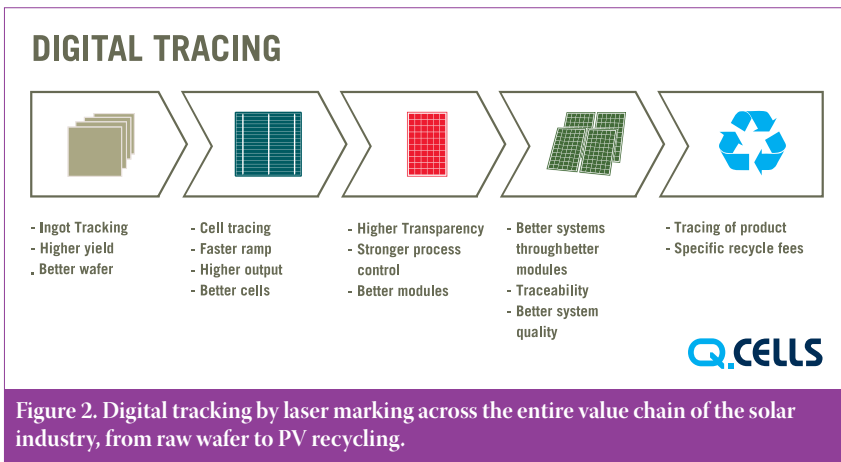 DIGITAL TRACING
- Ingot Tracking
- Higher yield
. Better wafer
- Cell tracing
- Faster ramp
- Higher output
- Better cells
- Higher Transparency
- Stronger process
control
- Better modules
- Better systems
throughbetter
modules
- Traceability
- Better system
quality
- Tracing of product
- Specific recycle fees
Q.CELLS
Figure 2. Digital tracking by laser marking across the entire value chain of the solar
industry, from raw wafer to PV recycling.